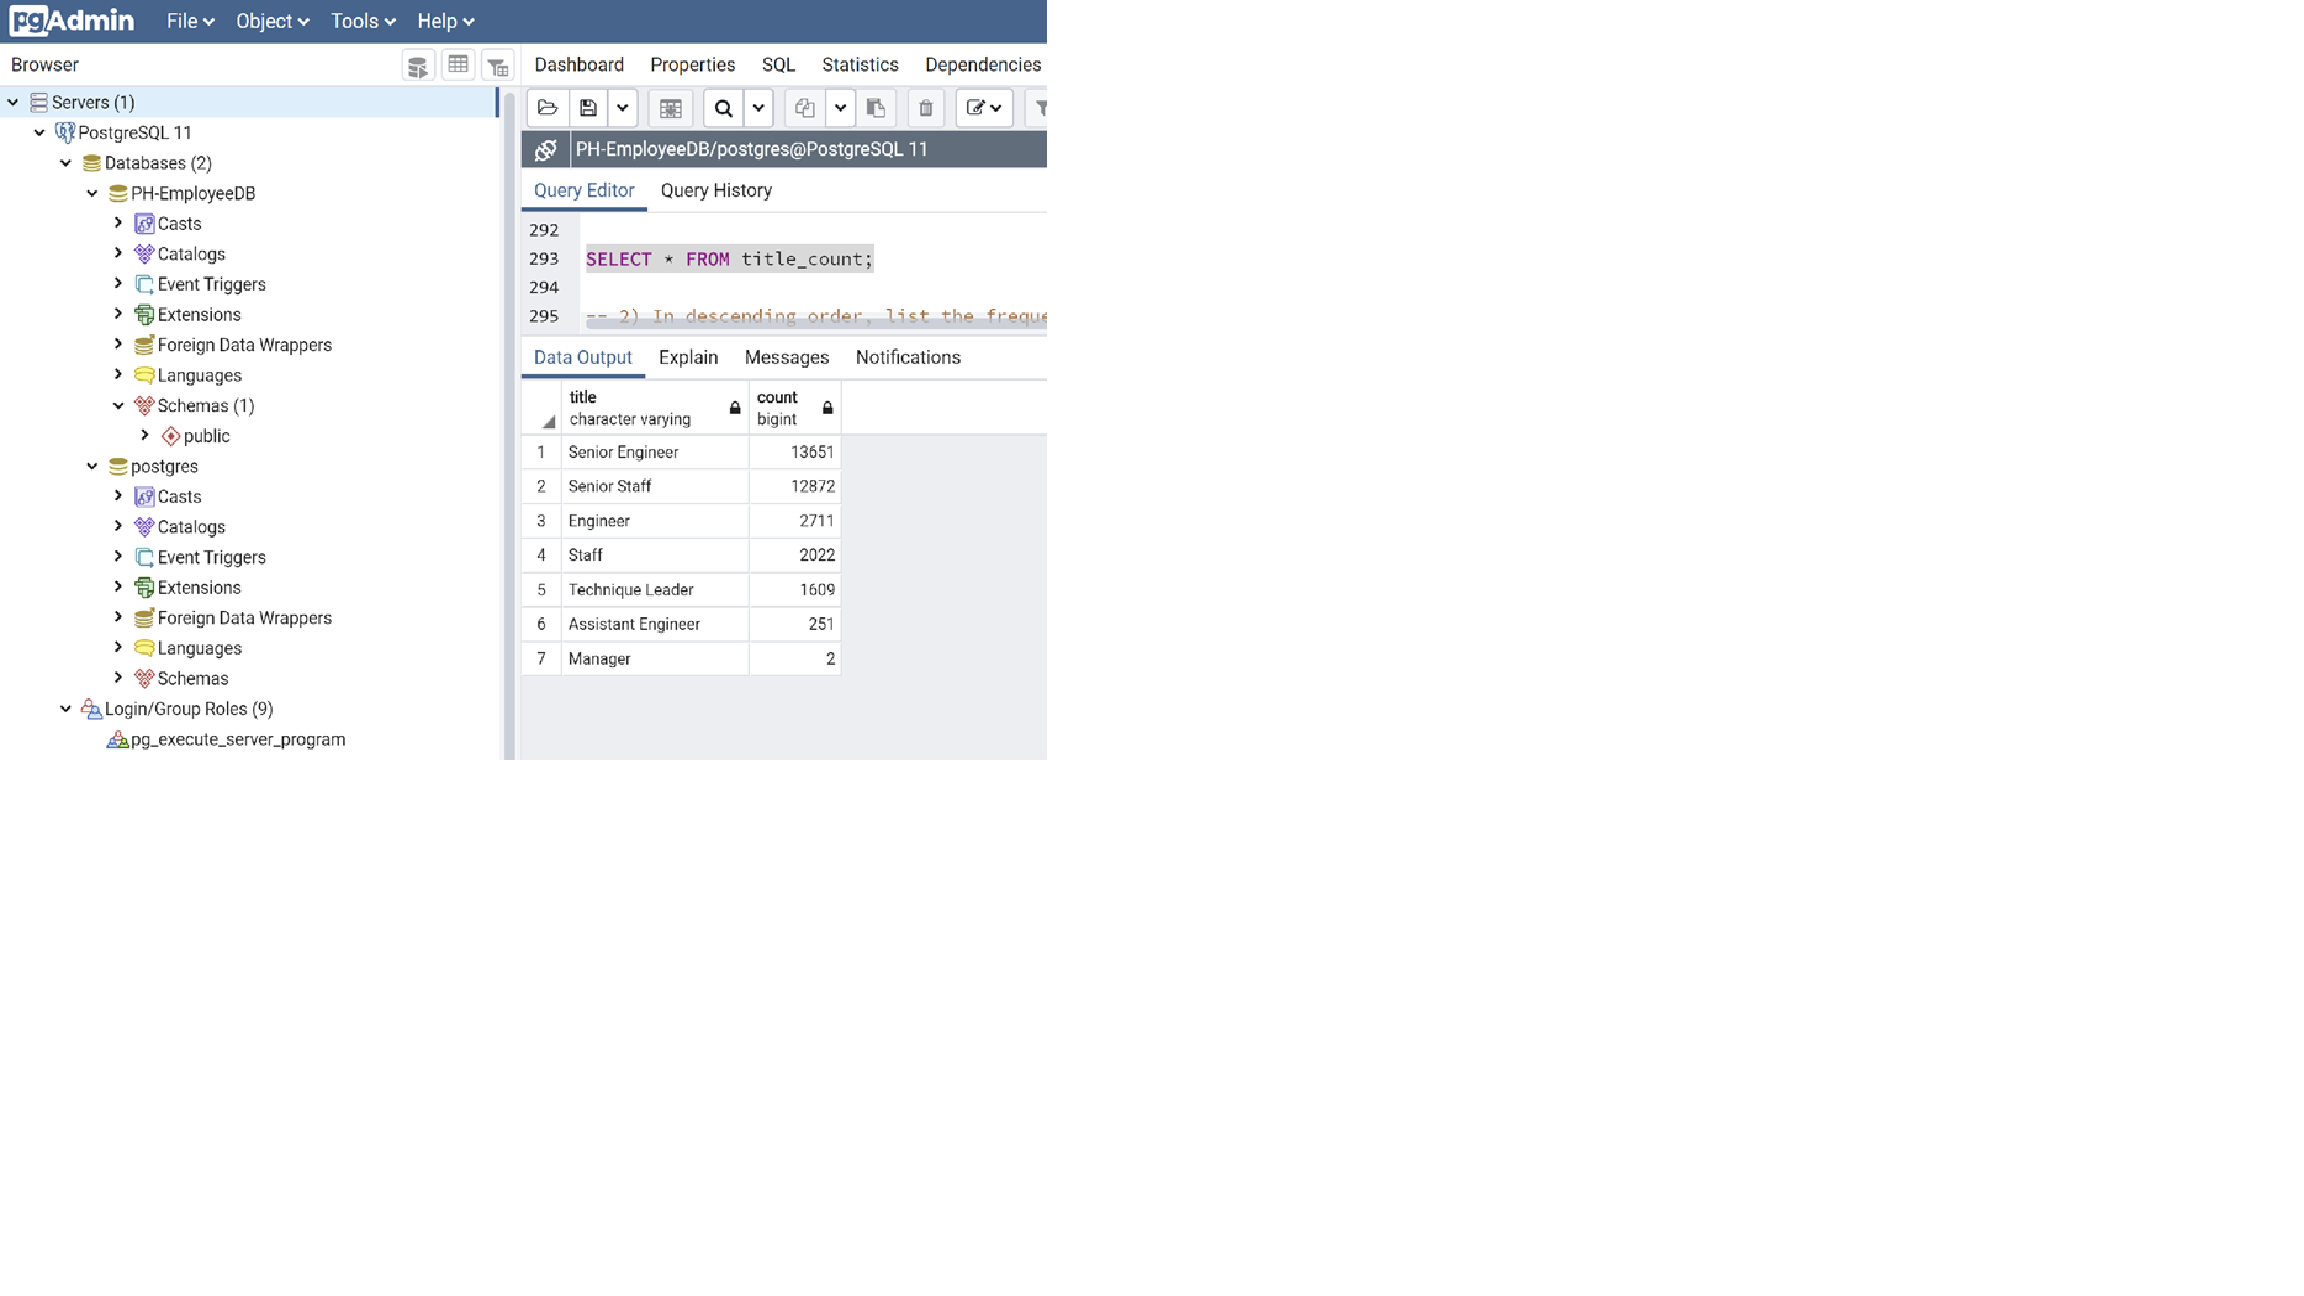 pgAdmin File Object Tools Help
Browser
Dashboard Properties SQL Statistics Dependencies
Servers (1)
PostgreSQL 11
Databases (2)
PH-EmployeeDB
Casts
Catalogs
Event Triggers
Extensions
Foreign Data Wrappers
Languages
Schemas (1)
public
postgres
Casts
Catalogs
Event Triggers
Extensions
Foreign Data Wrappers
Languages
Schemas
Login/Group Roles (9)
pg_execute_server_program
PH-EmployeeDB/postgres@PostgreSQL 11
Query Editor Query History
292
293 SELECT * FROM title_count;
294
295 -- 2) In descending order, list the freque
Data Output Explain Messages Notifications
title count
character varying bigint
1 Senior Engineer 13651
2 Senior Staff 12872
3 Engineer 2711
4 Staff 2022
5 Technique Leader 1609
6 Assistant Engineer 251
7 Manager 2